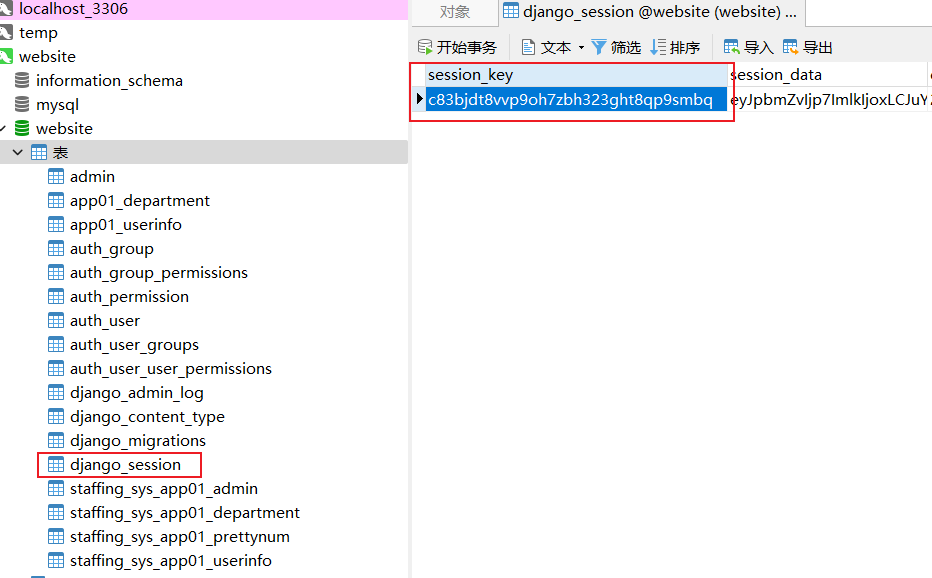 localhost_3306
temp
website
information_schema
mysql
website
表
admin
app01_department
app01_userinfo
auth_group
auth_group_permissions
auth_permission
auth_user
auth_user_groups
auth_user_user_permissions
django_admin_log
django_content_type
django_migrations
django_session
staffing_sys_app01_admin
staffing_sys_app01_department
staffing_sys_app01_prettynum
staffing_sys_app01_userinfo
对象 django_session @website (website) ...
开始事务 文本 筛选 排序 导入 导出
session_key session_data
c83bjdt8vvp9oh7zbh323ght8qp9smbq